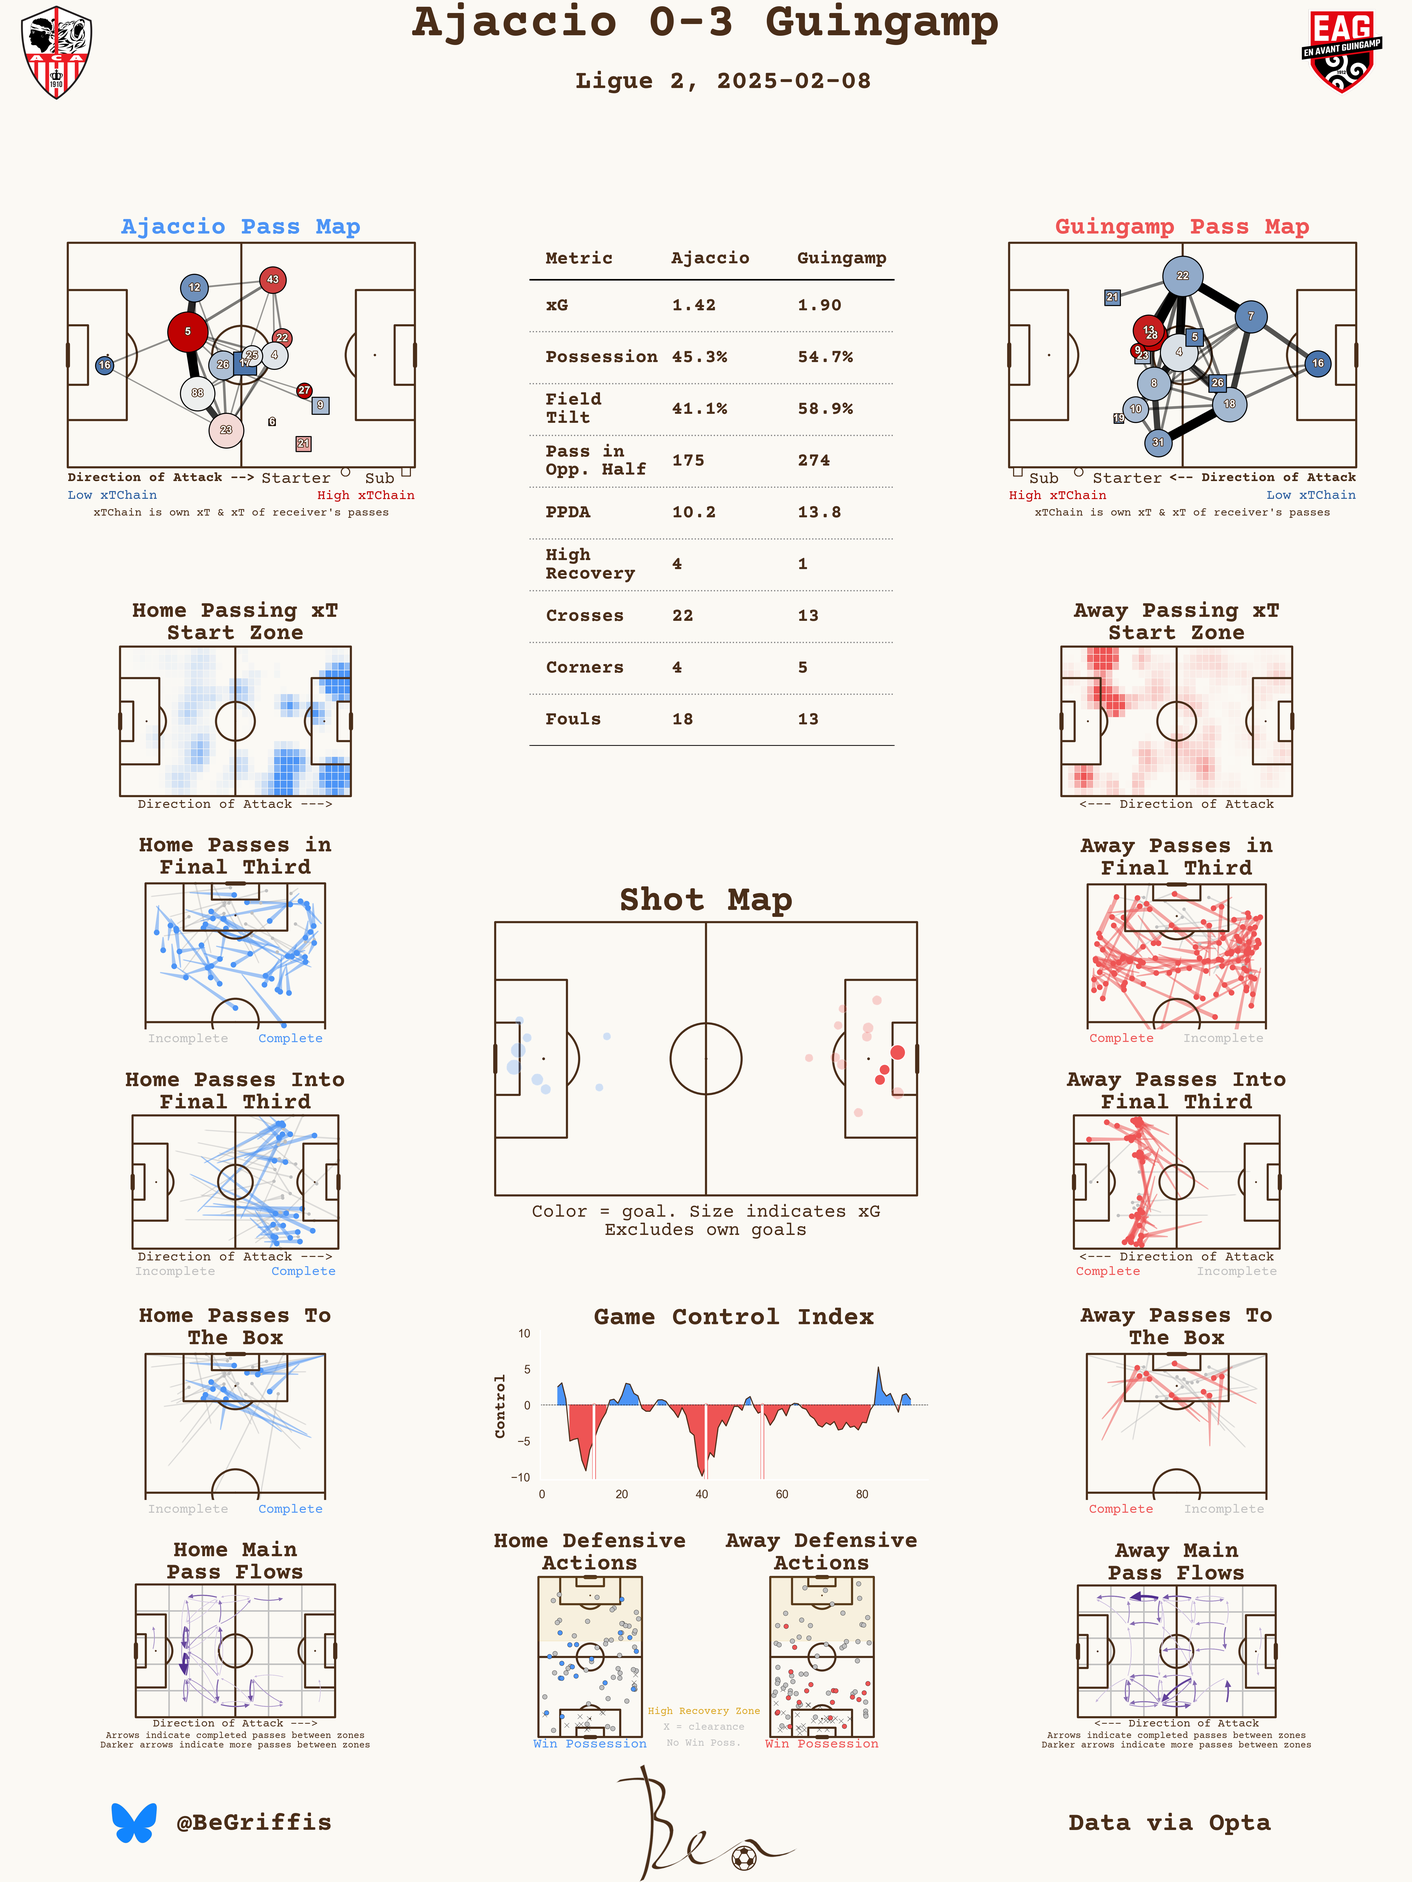 Ajaccio 0-3 Guingamp
Ligue 2, 2025-02-08
ACA
1910
EAG
EN AVANT GUINGAMP
1912
Ajaccio Pass Map
12
43
5
22
16
26
17
25
4
88
27
9
23
6
21
Direction of Attack --> Starter Sub
Low xTChain High xTChain
xTChain is own xT & xT of receiver's passes
Metric Ajaccio Guingamp
xG 1.42 1.90
Possession 45.3% 54.7%
Field
Tilt 41.1% 58.9%
Pass in
Opp. Half 175 274
PPDA 10.2 13.8
High
Recovery 4 1
Crosses 22 13
Corners 4 5
Fouls 18 13
Guingamp Pass Map
22
21
7
13
28
5
9
23
4
16
8
26
10
18
19
31
Sub Starter <-- Direction of Attack
High xTChain Low xTChain
xTChain is own xT & xT of receiver's passes
Home Passing xT
Start Zone
Direction of Attack --->
Away Passing xT
Start Zone
<--- Direction of Attack
Home Passes in
Final Third
Incomplete Complete
Shot Map
Color = goal. Size indicates xG
Excludes own goals
Away Passes in
Final Third
Complete Incomplete
Home Passes Into
Final Third
Direction of Attack --->
Incomplete Complete
Away Passes Into
Final Third
<--- Direction of Attack
Complete Incomplete
Home Passes To
The Box
Incomplete Complete
Game Control Index
Control
10
5
0
−5
−10
0 20 40 60 80
Away Passes To
The Box
Complete Incomplete
Home Main
Pass Flows
Direction of Attack --->
Arrows indicate completed passes between zones
Darker arrows indicate more passes between zones
Home Defensive
Actions
Win Possession
Away Defensive
Actions
Win Possession
High Recovery Zone
X = clearance
No Win Poss.
Away Main
Pass Flows
<--- Direction of Attack
Arrows indicate completed passes between zones
Darker arrows indicate more passes between zones
@BeGriffis
Ben
Data via Opta